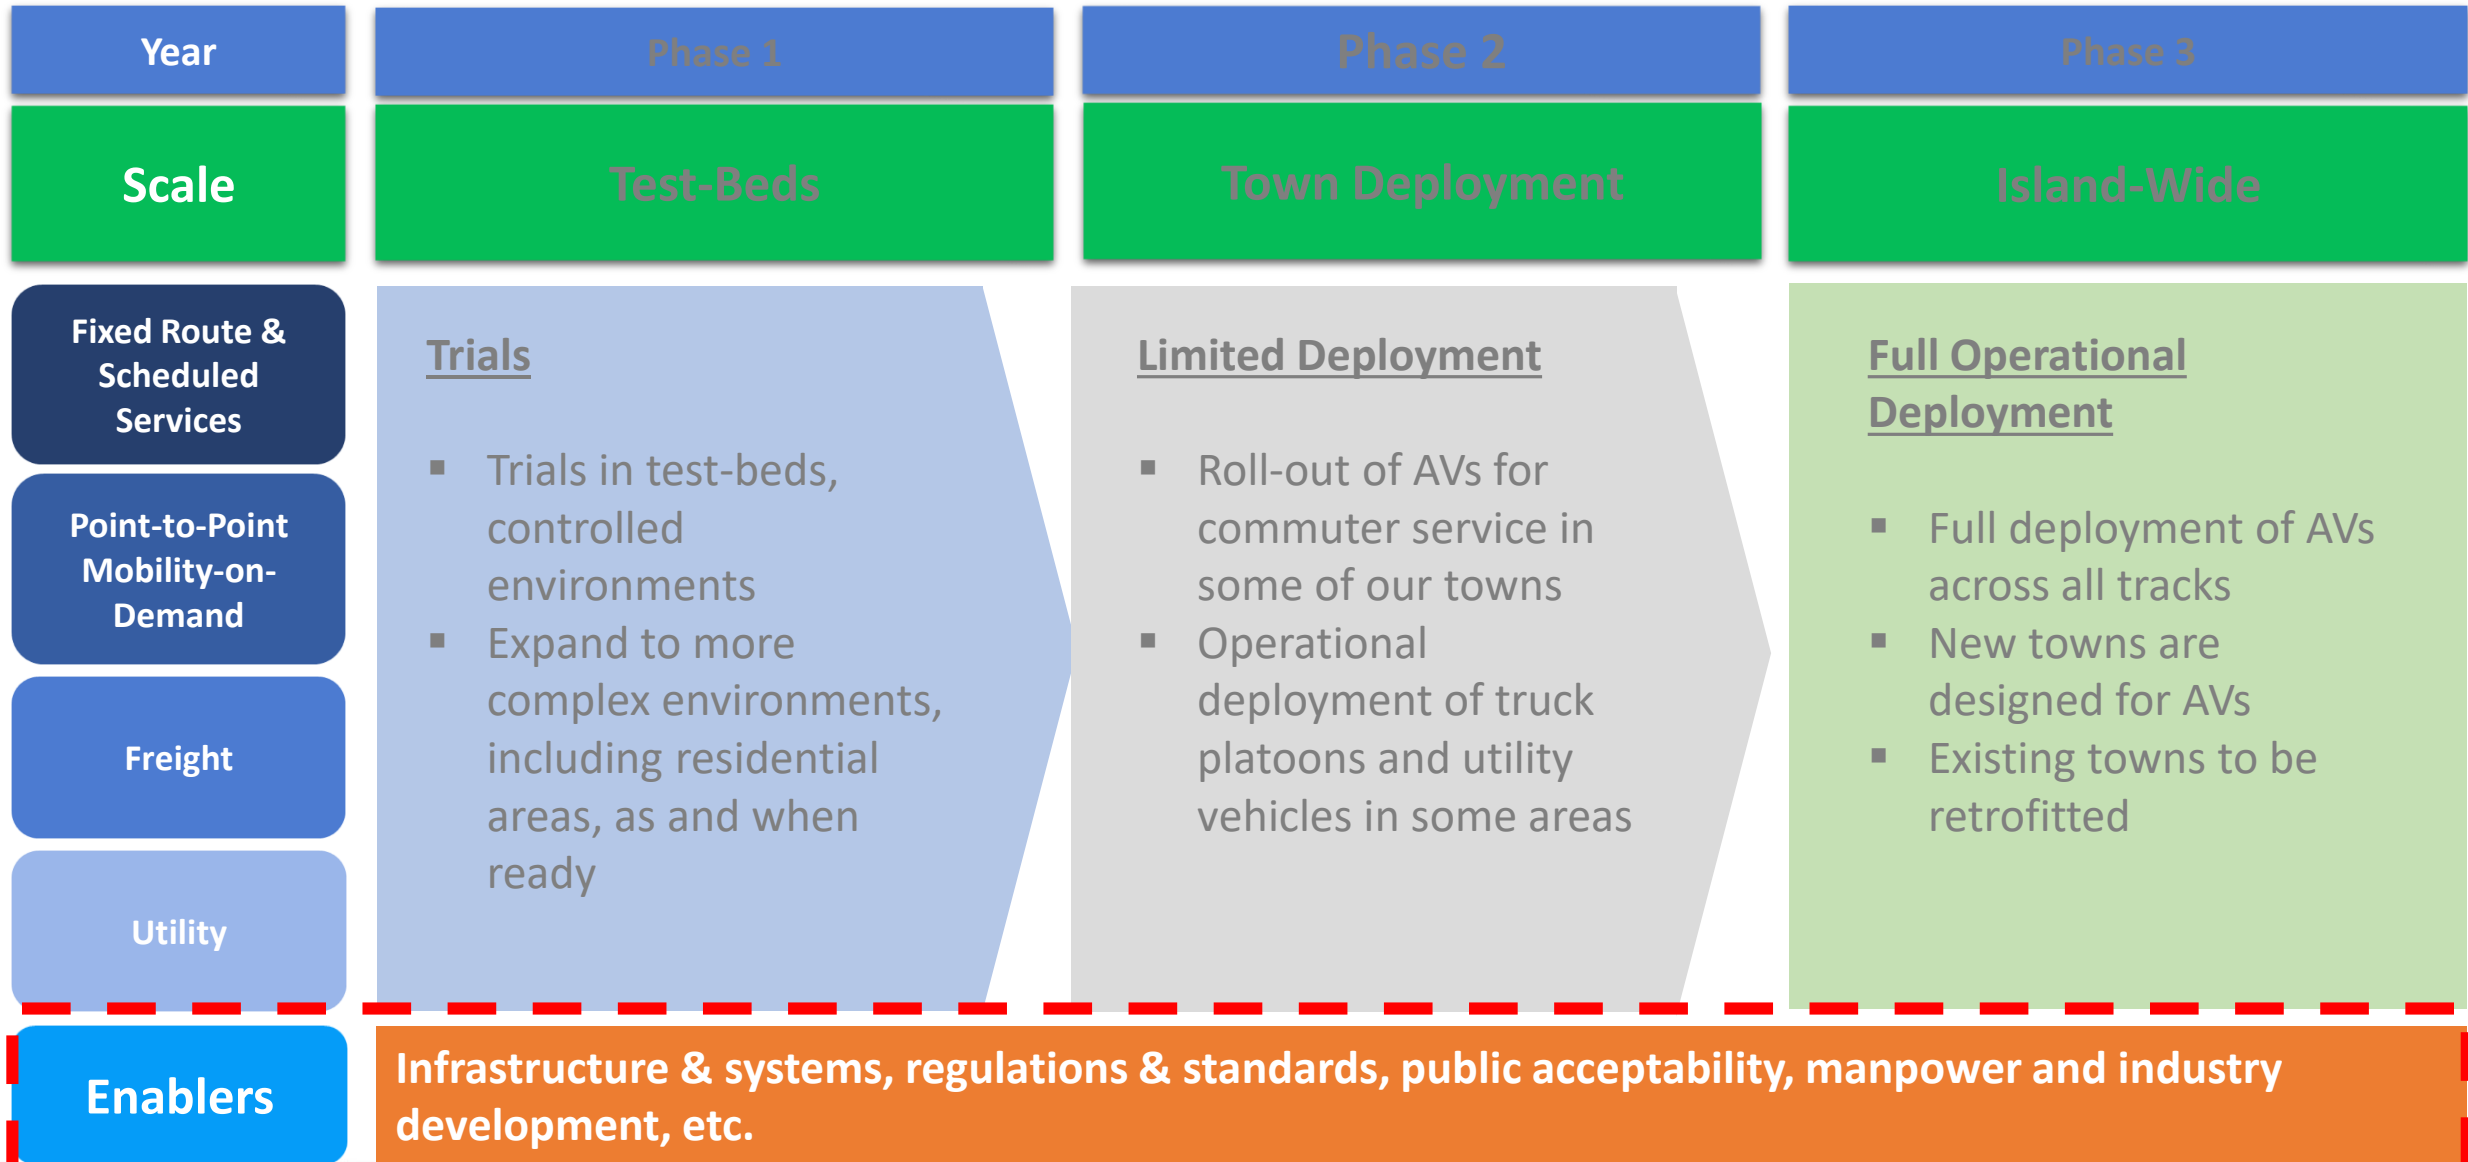 Year
Phase 1
Phase 2
Phase 3
Scale
Test-Beds
Town Deployment
Island-Wide
Fixed Route &
Scheduled
Services
Point-to-Point
Mobility-on-
Demand
Freight
Utility
Trials
▪ Trials in test-beds,
controlled
environments
▪ Expand to more
complex environments,
including residential
areas, as and when
ready
Limited Deployment
▪ Roll-out of AVs for
commuter service in
some of our towns
▪ Operational
deployment of truck
platoons and utility
vehicles in some areas
Full Operational
Deployment
▪ Full deployment of AVs
across all tracks
▪ New towns are
designed for AVs
▪ Existing towns to be
retrofitted
Enablers
Infrastructure & systems, regulations & standards, public acceptability, manpower and industry
development, etc.